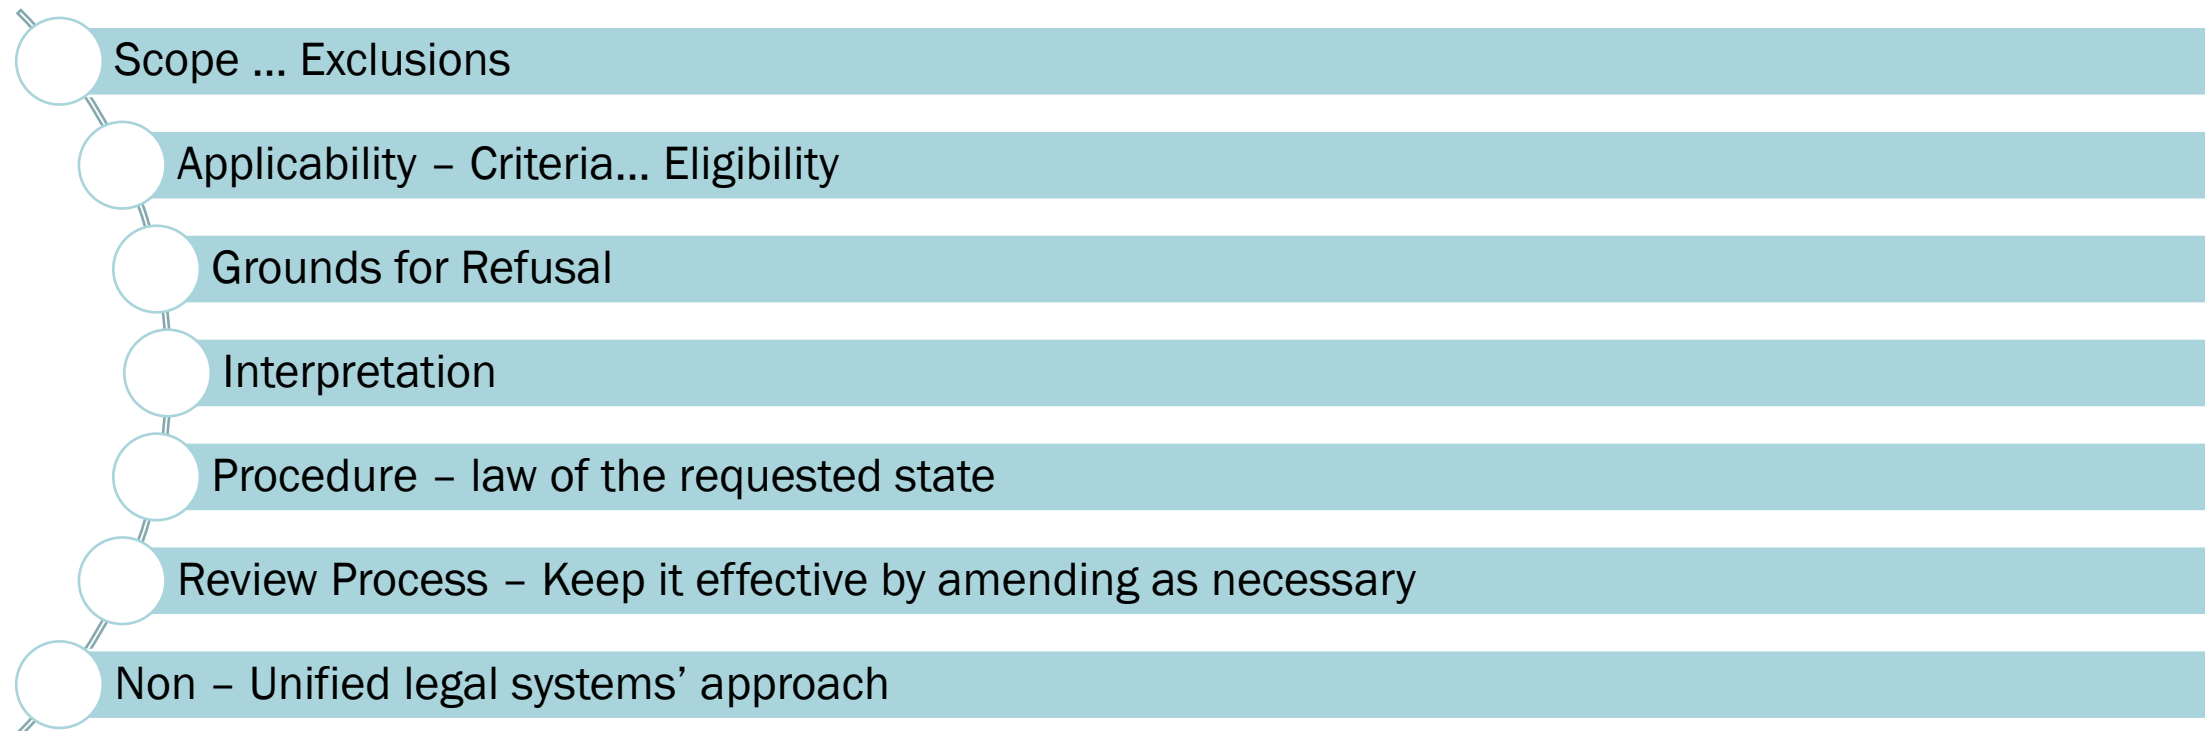 Scope ... Exclusions
Applicability – Criteria... Eligibility
Grounds for Refusal
Interpretation
Procedure – law of the requested state
Review Process – Keep it effective by amending as necessary
Non – Unified legal systems’ approach